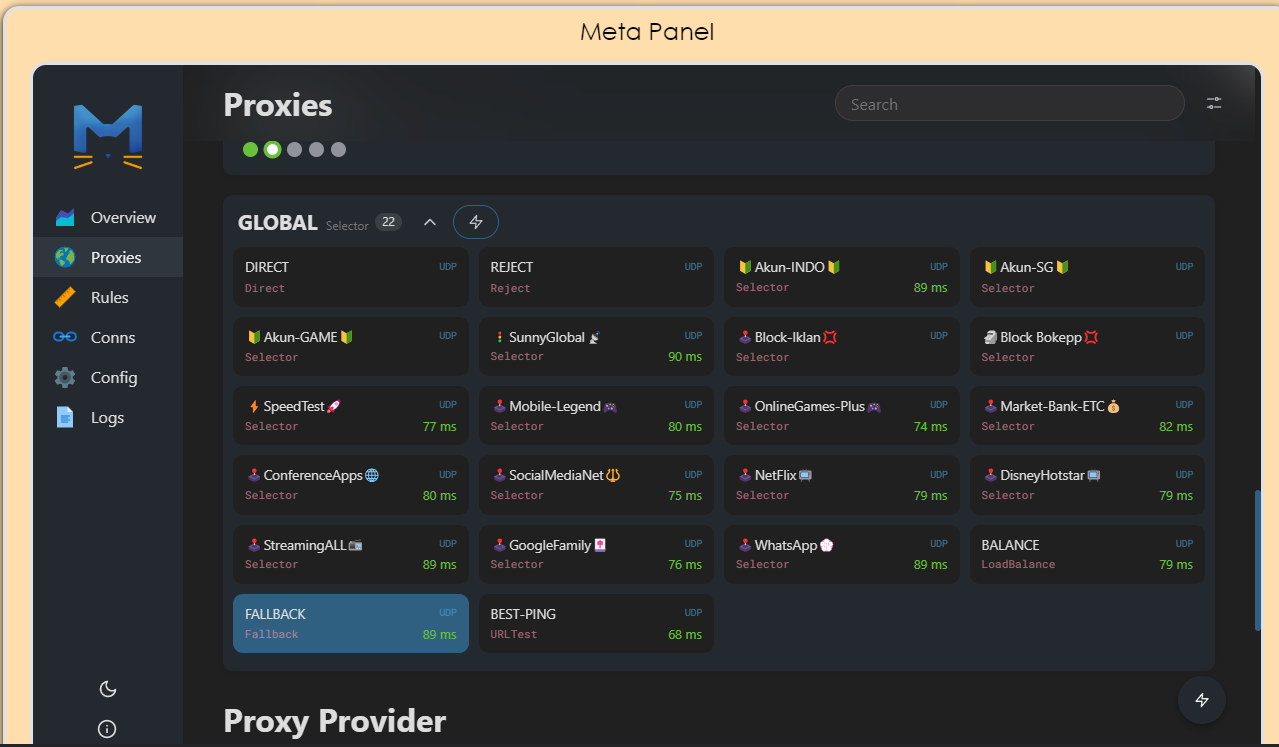 Meta Panel
Proxies
Search
Overview
Proxies
Rules
Conns
Config
Logs
GLOBAL Selector 22
DIRECT UDP
Direct
REJECT UDP
Reject
Akun-INDO UDP
Selector 89 ms
Akun-SG UDP
Selector
Akun-GAME UDP
Selector
SunnyGlobal UDP
Selector 90 ms
Block-Iklan UDP
Selector
Block Bokepp UDP
Selector
SpeedTest UDP
Selector 77 ms
Mobile-Legend UDP
Selector 80 ms
OnlineGames-Plus UDP
Selector 74 ms
Market-Bank-ETC UDP
Selector 82 ms
ConferenceApps UDP
Selector 80 ms
SocialMediaNet UDP
Selector 75 ms
NetFlix UDP
Selector 79 ms
DisneyHotstar UDP
Selector 79 ms
StreamingALL UDP
Selector 89 ms
GoogleFamily UDP
Selector 76 ms
WhatsApp UDP
Selector 89 ms
BALANCE UDP
LoadBalance 79 ms
FALLBACK UDP
Fallback 89 ms
BEST-PING UDP
URLTest 68 ms
Proxy Provider